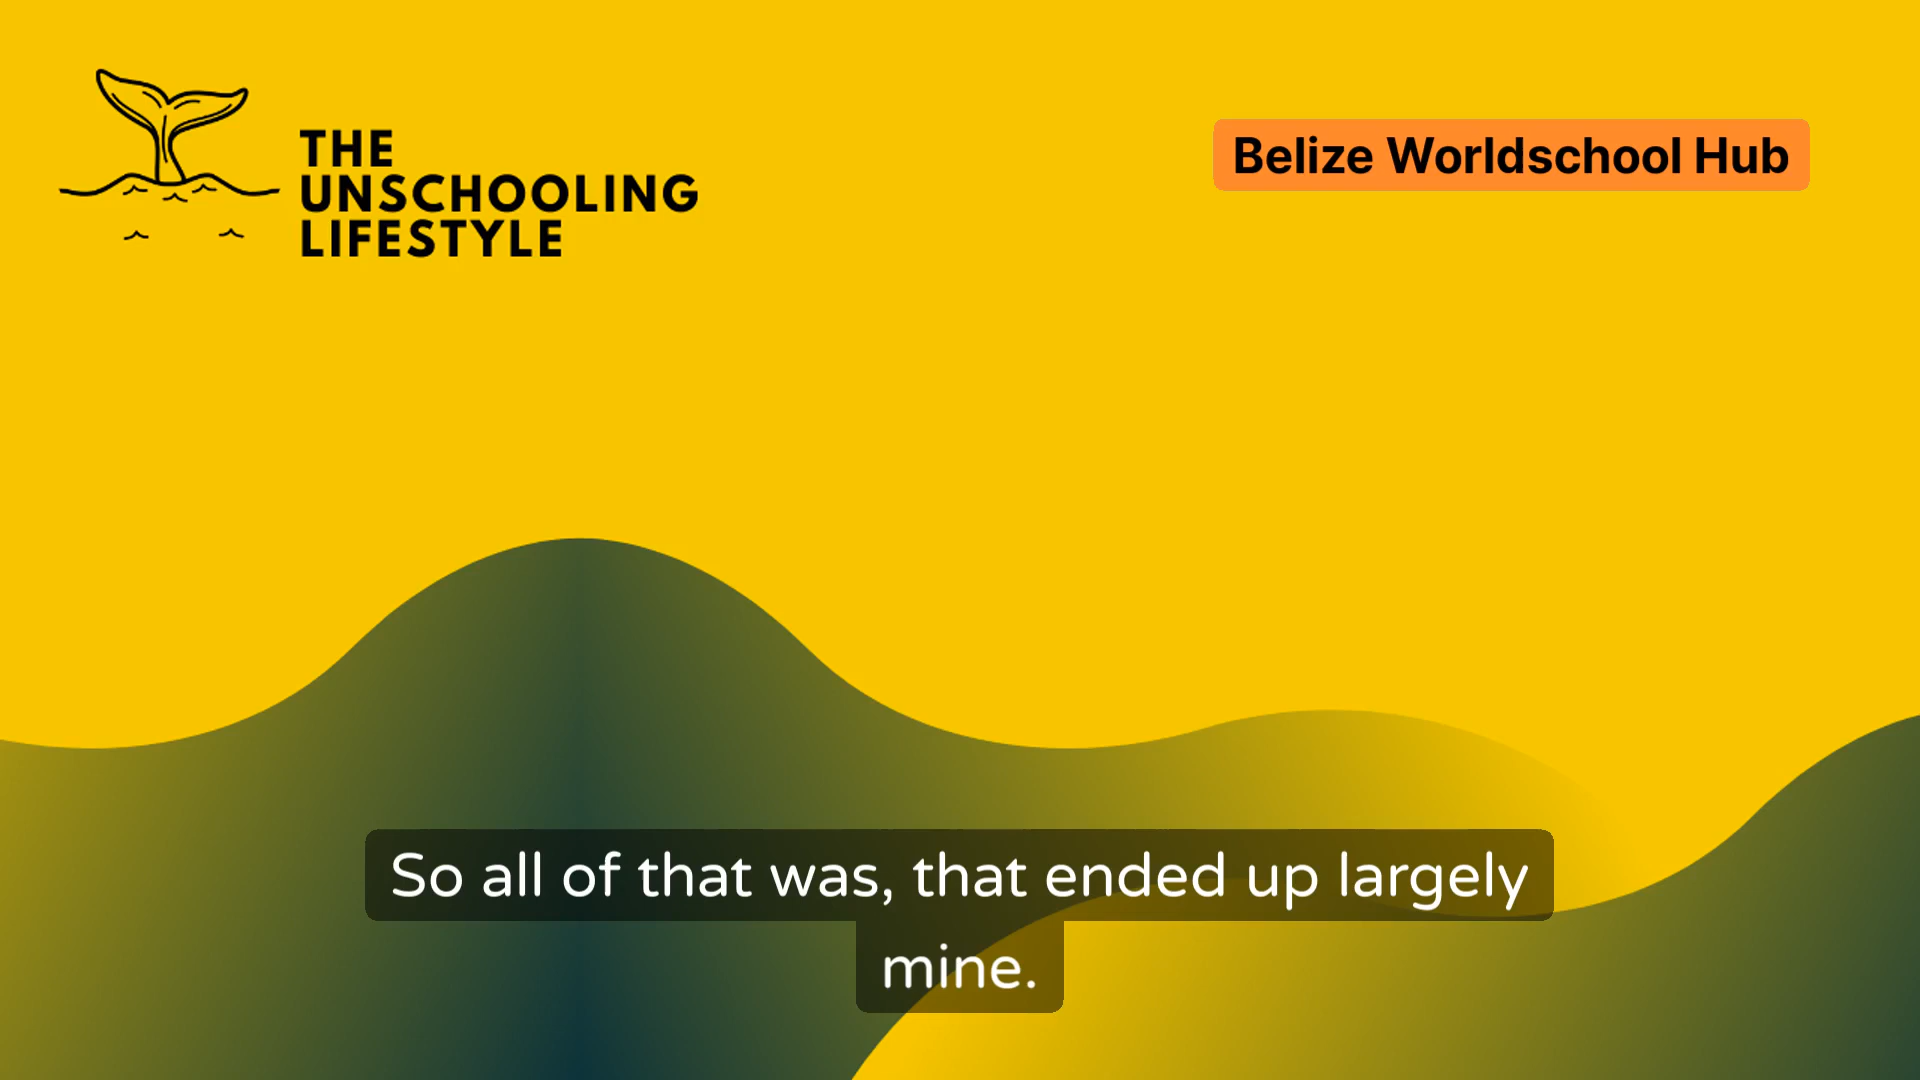 THE
UNSCHOOLING
LIFESTYLE
Belize Worldschool Hub
So all of that was, that ended up largely
mine.